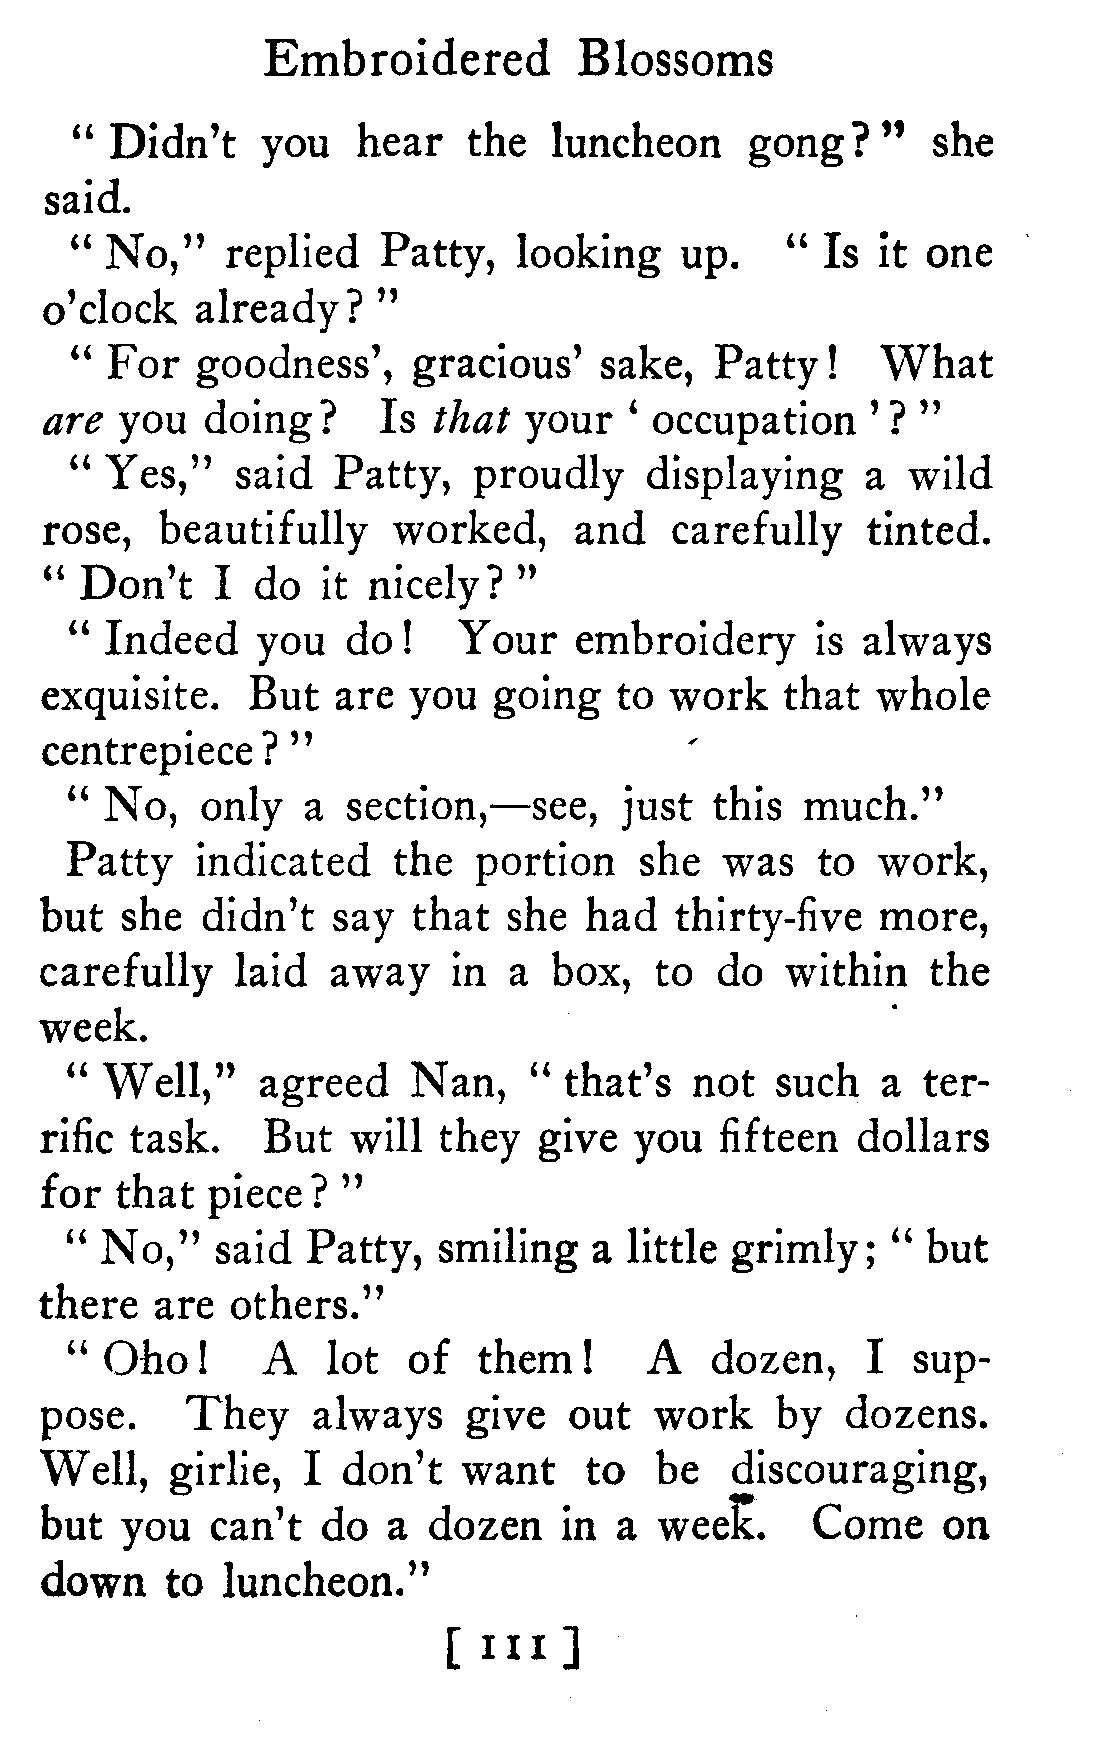 Embroidered Blossoms
“ Didn’t you hear the luncheon gong? ” she
said.
“ No,” replied Patty, looking up. “ Is it one
o’clock already? ”
“ For goodness’, gracious’ sake, Patty! What
are you doing? Is that your ‘ occupation ’? ”
“ Yes,” said Patty, proudly displaying a wild
rose, beautifully worked, and carefully tinted.
“ Don’t I do it nicely? ”
“ Indeed you do! Your embroidery is always
exquisite. But are you going to work that whole
centrepiece? ”
“ No, only a section,—see, just this much.”
Patty indicated the portion she was to work,
but she didn’t say that she had thirty-five more,
carefully laid away in a box, to do within the
week.
“ Well,” agreed Nan, “ that’s not such a ter-
rific task. But will they give you fifteen dollars
for that piece? ”
“ No,” said Patty, smiling a little grimly; “ but
there are others.”
“ Oho! A lot of them! A dozen, I sup-
pose. They always give out work by dozens.
Well, girlie, I don’t want to be discouraging,
but you can’t do a dozen in a week. Come on
down to luncheon.”
[ 111 ]